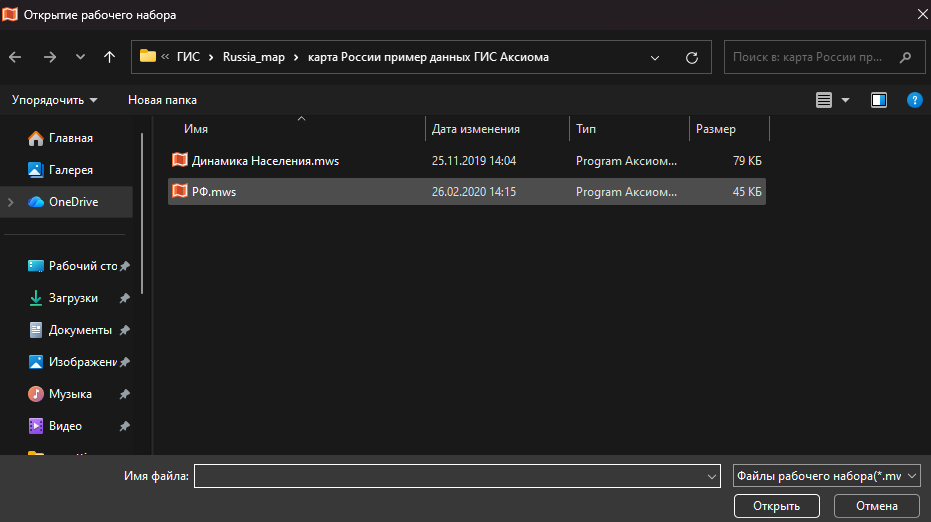 Открытие рабочего набора
« ГИС › Russia_map › карта России пример данных ГИС Аксиома
Поиск в: карта России пр...
Упорядочить
Новая папка
Имя
Дата изменения
Тип
Размер
Главная
Галерея
OneDrive
Рабочий сто
Загрузки
Документы
Изображени
Музыка
Видео
Динамика Населения.mws 25.11.2019 14:04 Program Аксиом... 79 КБ
РФ.mws 26.02.2020 14:15 Program Аксиом... 45 КБ
Имя файла:
Файлы рабочего набора(*.mw
Открыть
Отмена